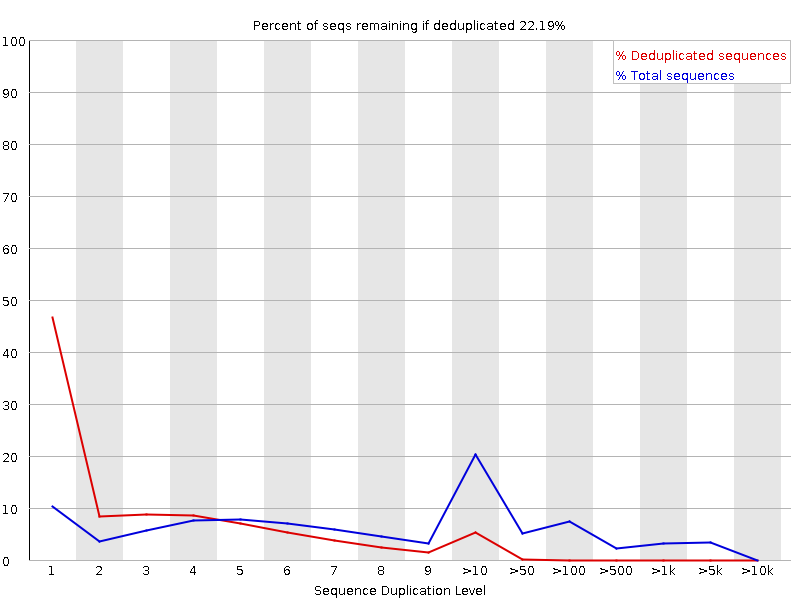 Percent of seqs remaining if deduplicated 22.19%
% Deduplicated sequences
% Total sequences
100
90
80
70
60
50
40
30
20
10
0
1 2 3 4 5 6 7 8 9 >10 >50 >100 >500 >1k >5k >10k
Sequence Duplication Level